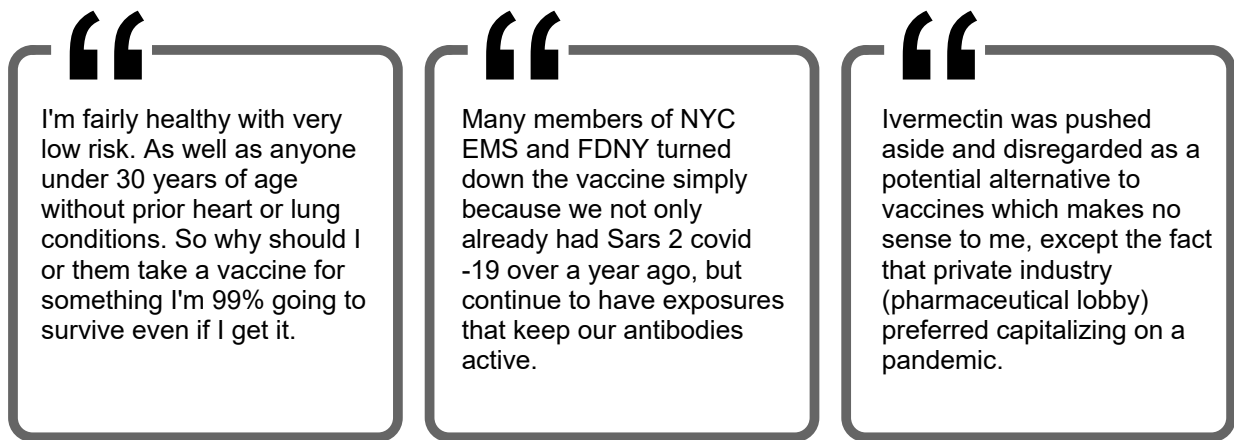 I'm fairly healthy with very
low risk. As well as anyone
under 30 years of age
without prior heart or lung
conditions. So why should I
or them take a vaccine for
something I'm 99% going to
survive even if I get it.
Many members of NYC
EMS and FDNY turned
down the vaccine simply
because we not only
already had Sars 2 covid
-19 over a year ago, but
continue to have exposures
that keep our antibodies
active.
Ivermectin was pushed
aside and disregarded as a
potential alternative to
vaccines which makes no
sense to me, except the fact
that private industry
(pharmaceutical lobby)
preferred capitalizing on a
pandemic.